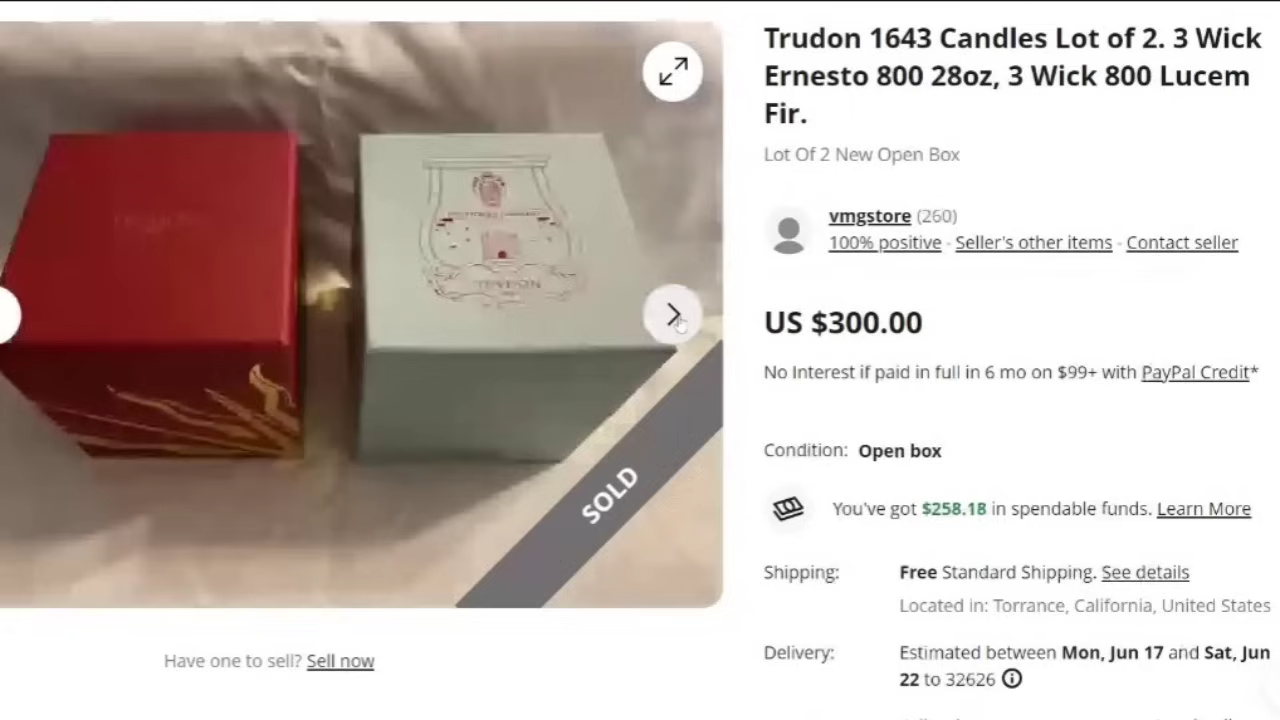 Trudon 1643 Candles Lot of 2. 3 Wick
Ernesto 800 28oz, 3 Wick 800 Lucem
Fir.
Lot Of 2 New Open Box
vmgstore (260)
100% positive · Seller's other items · Contact seller
US $300.00
No Interest if paid in full in 6 mo on $99+ with PayPal Credit*
Condition: Open box
SOLD
You've got $258.18 in spendable funds. Learn More
Shipping: Free Standard Shipping. See details
Located in: Torrance, California, United States
Delivery: Estimated between Mon, Jun 17 and Sat, Jun
22 to 32626
Have one to sell? Sell now